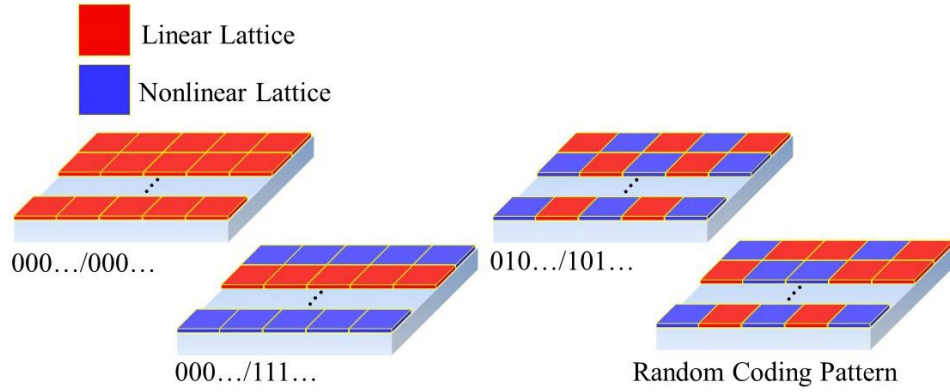 Linear Lattice
Nonlinear Lattice
000…/000…
010…/101…
000…/111…
Random Coding Pattern